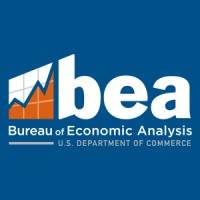 bea
Bureau of Economic Analysis
U.S. DEPARTMENT OF COMMERCE